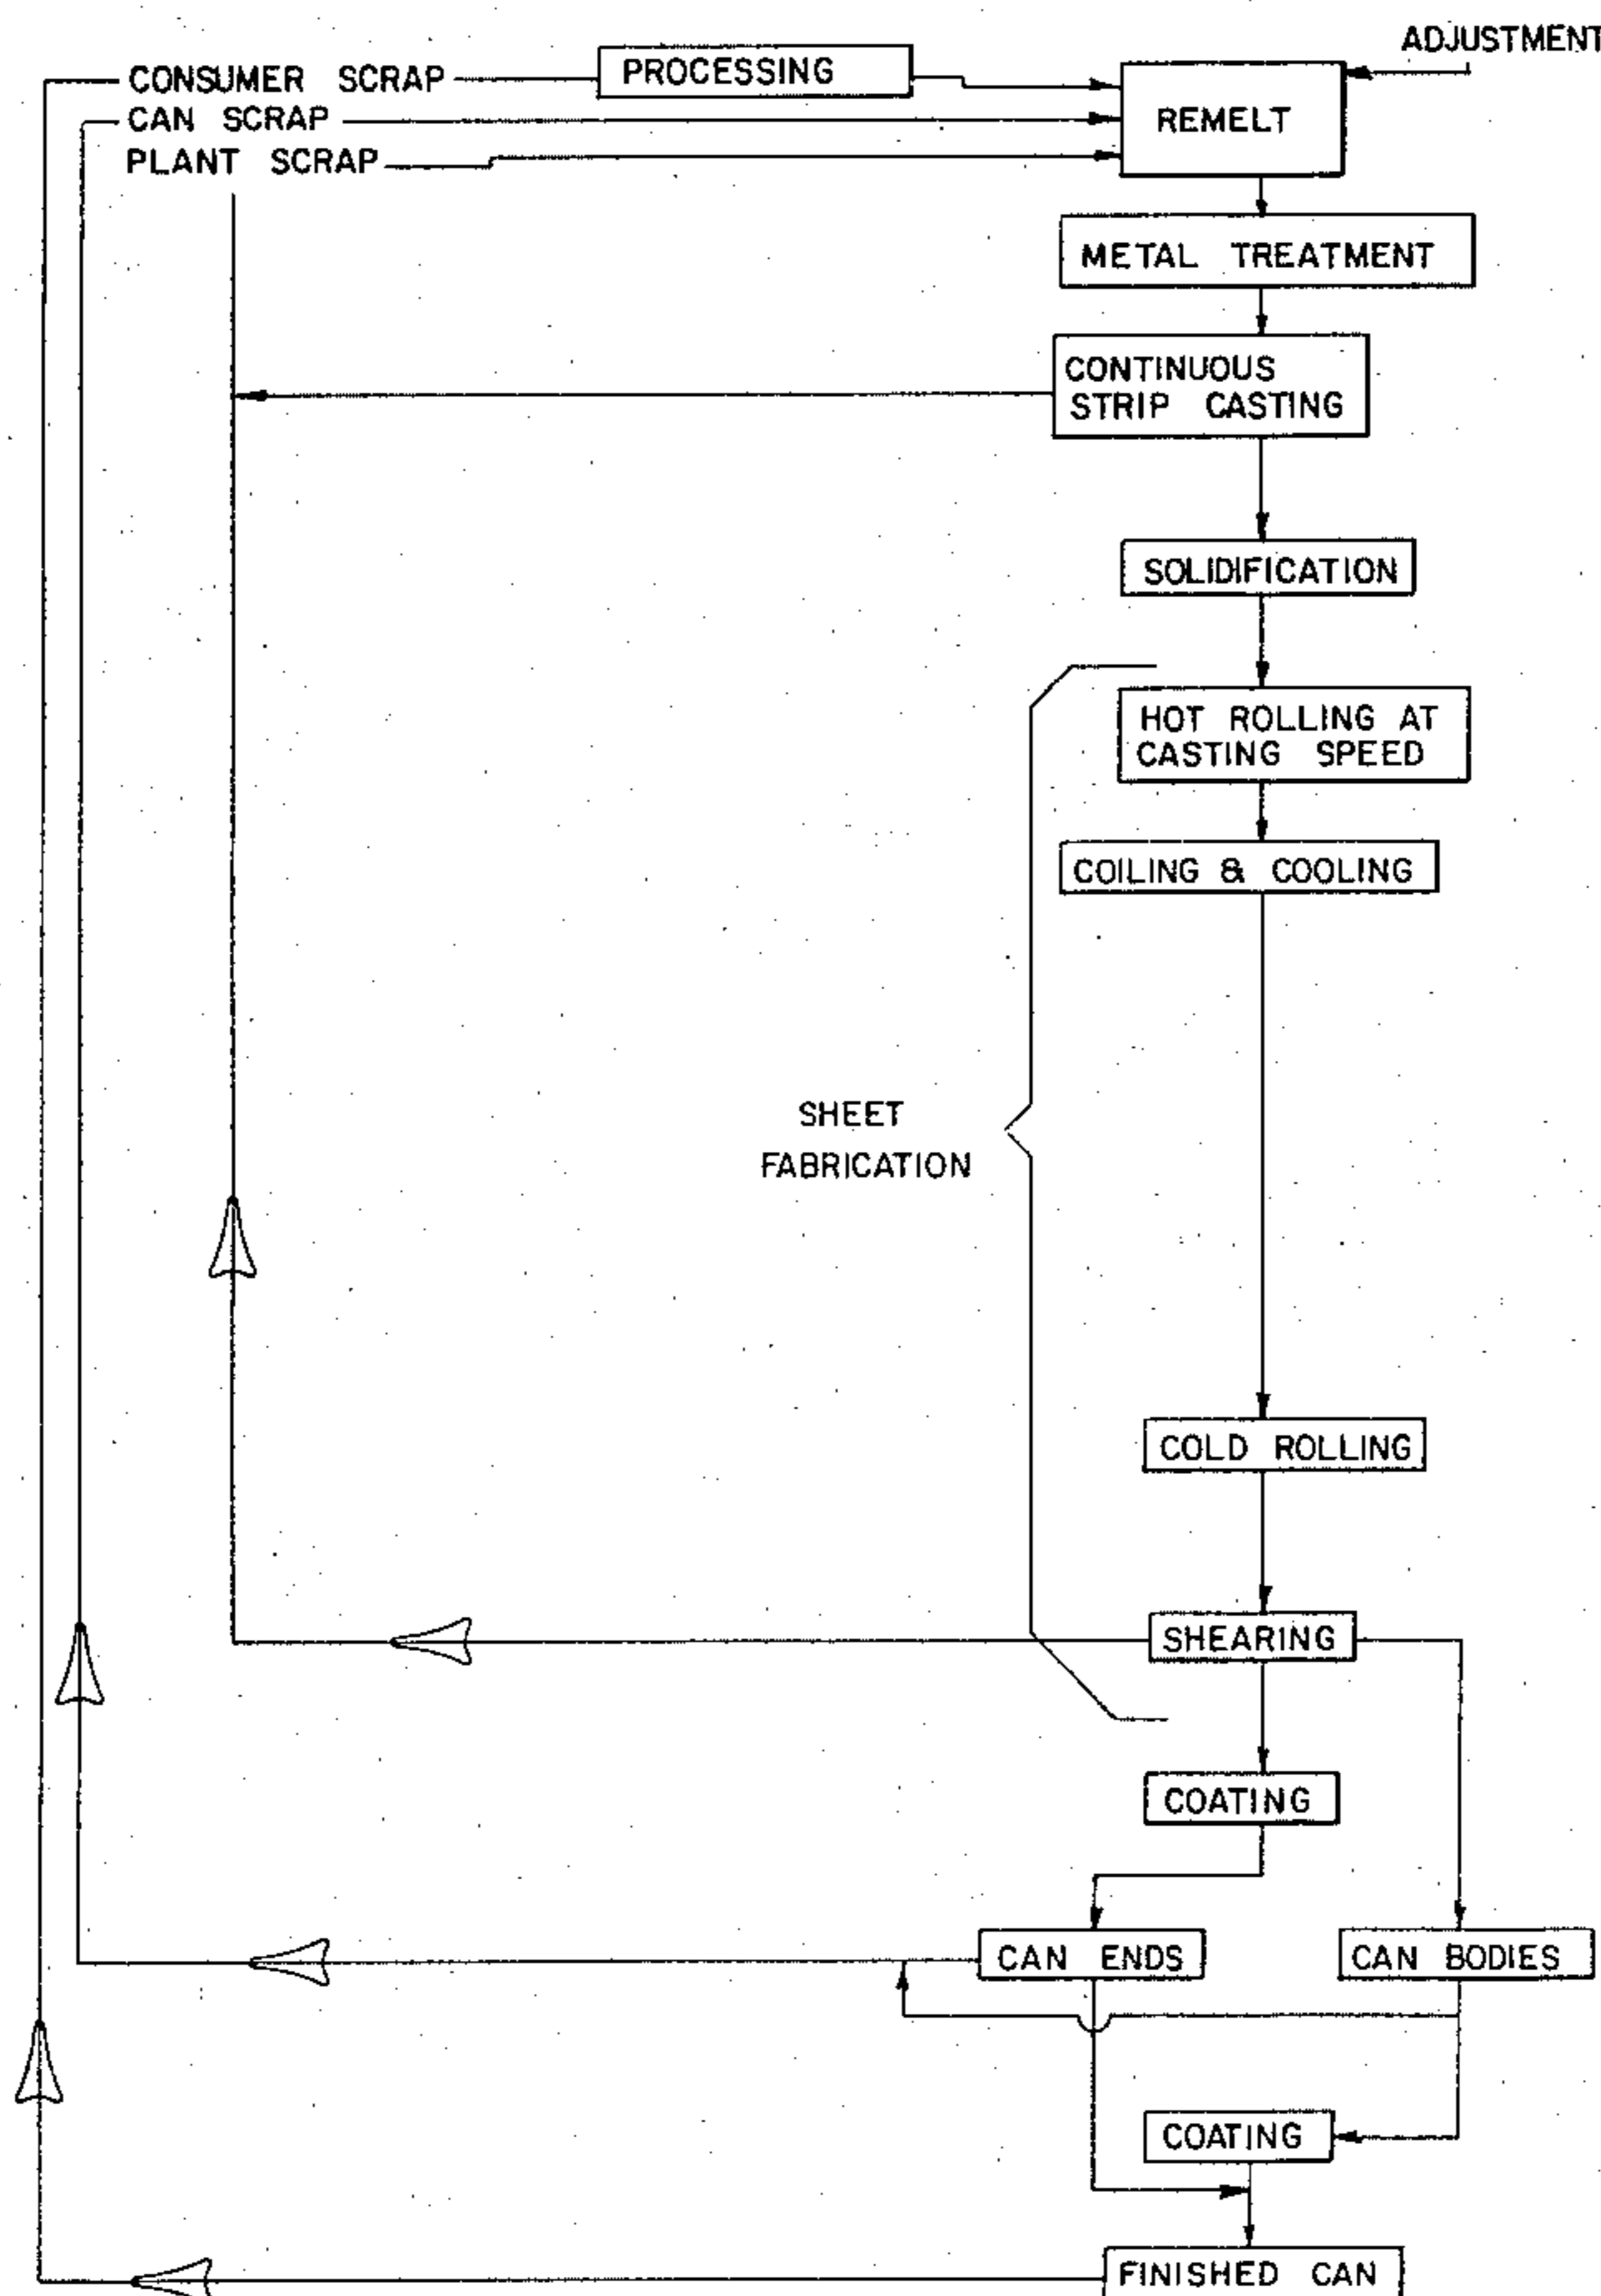 ADJUSTMENT
CONSUMER SCRAP
PROCESSING
CAN SCRAP
REMELT
PLANT SCRAP
METAL TREATMENT
CONTINUOUS
STRIP CASTING
SOLIDIFICATION
HOT ROLLING AT
CASTING SPEED
COILING & COOLING
SHEET
FABRICATION
COLD ROLLING
SHEARING
COATING
CAN ENDS
CAN BODIES
COATING
FINISHED CAN